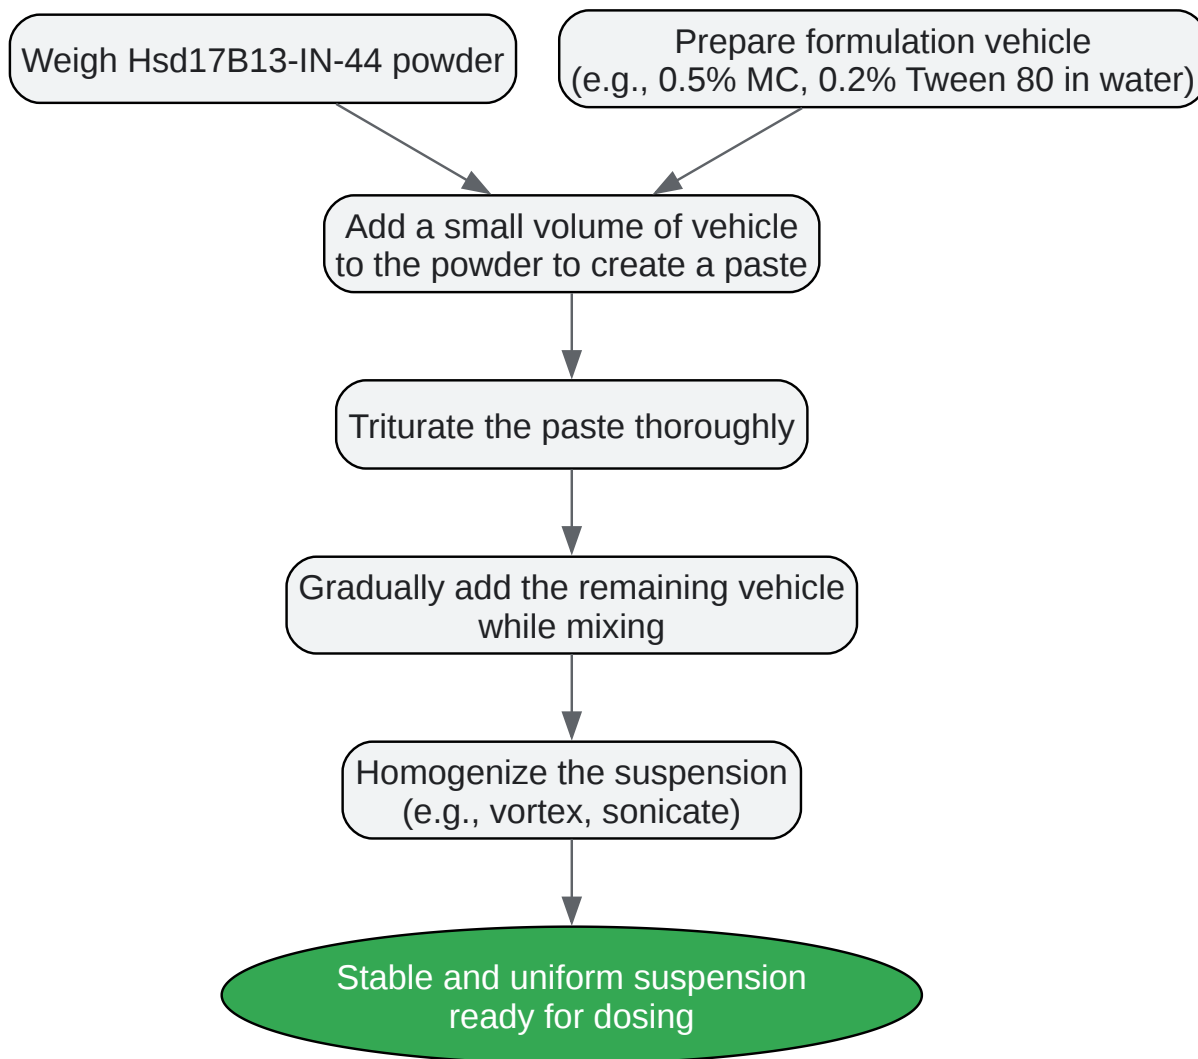 Weigh Hsd17B13-IN-44 powder
Prepare formulation vehicle
(e.g., 0.5% MC, 0.2% Tween 80 in water)
Add a small volume of vehicle
to the powder to create a paste
Triturate the paste thoroughly
Gradually add the remaining vehicle
while mixing
Homogenize the suspension
(e.g., vortex, sonicate)
Stable and uniform suspension
ready for dosing